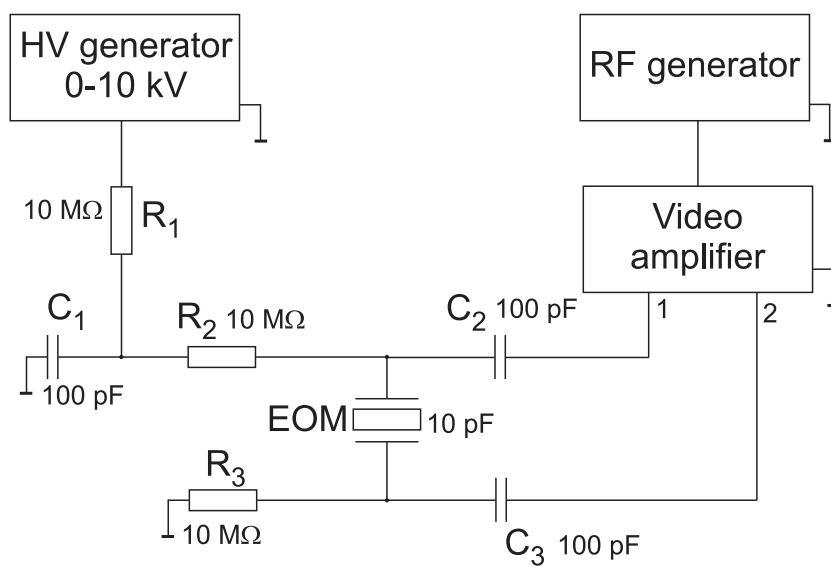 HV generator
0-10 kV
RF generator
10 MΩ R₁
Video
amplifier
C₁
100 pF
R₂ 10 MΩ
C₂ 100 pF
1
2
EOM
10 pF
R₃
10 MΩ
C₃ 100 pF